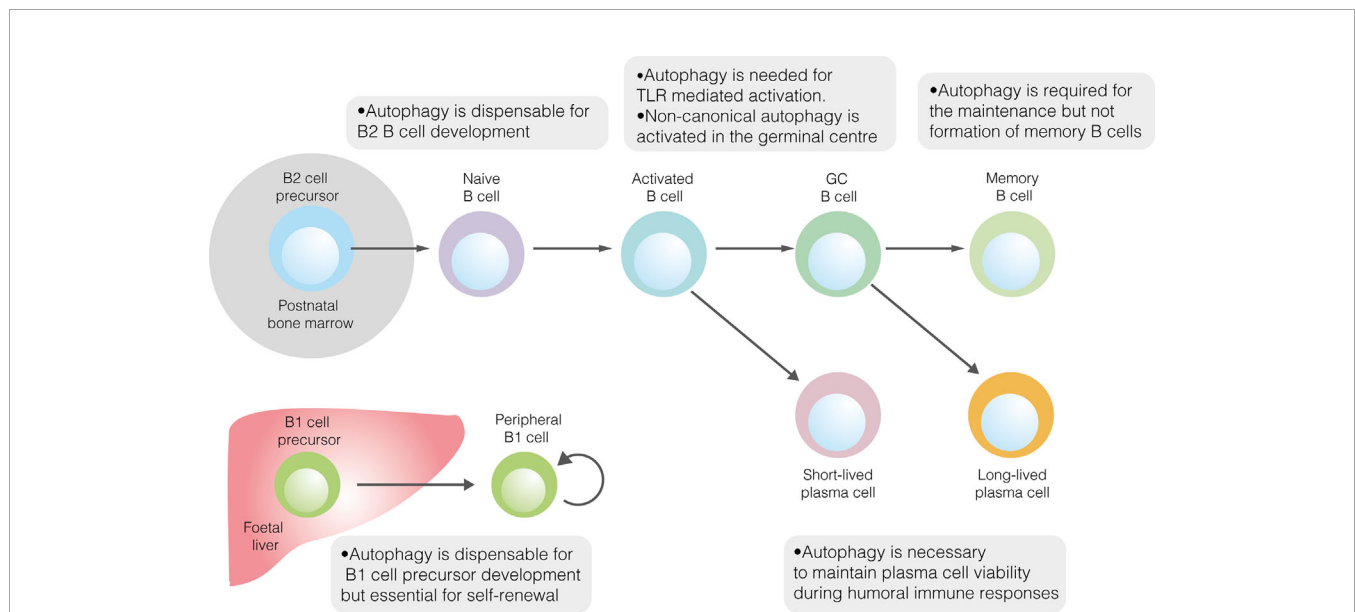 •Autophagy is dispensable for
B2 B cell development
•Autophagy is needed for
TLR mediated activation.
•Non-canonical autophagy is
activated in the germinal centre
•Autophagy is required for
the maintenance but not
formation of memory B cells
B2 cell
precursor
Postnatal
bone marrow
Naive
B cell
Activated
B cell
GC
B cell
Memory
B cell
Short-lived
plasma cell
Long-lived
plasma cell
B1 cell
precursor
Foetal
liver
Peripheral
B1 cell
•Autophagy is dispensable for
B1 cell precursor development
but essential for self-renewal
•Autophagy is necessary
to maintain plasma cell viability
during humoral immune responses